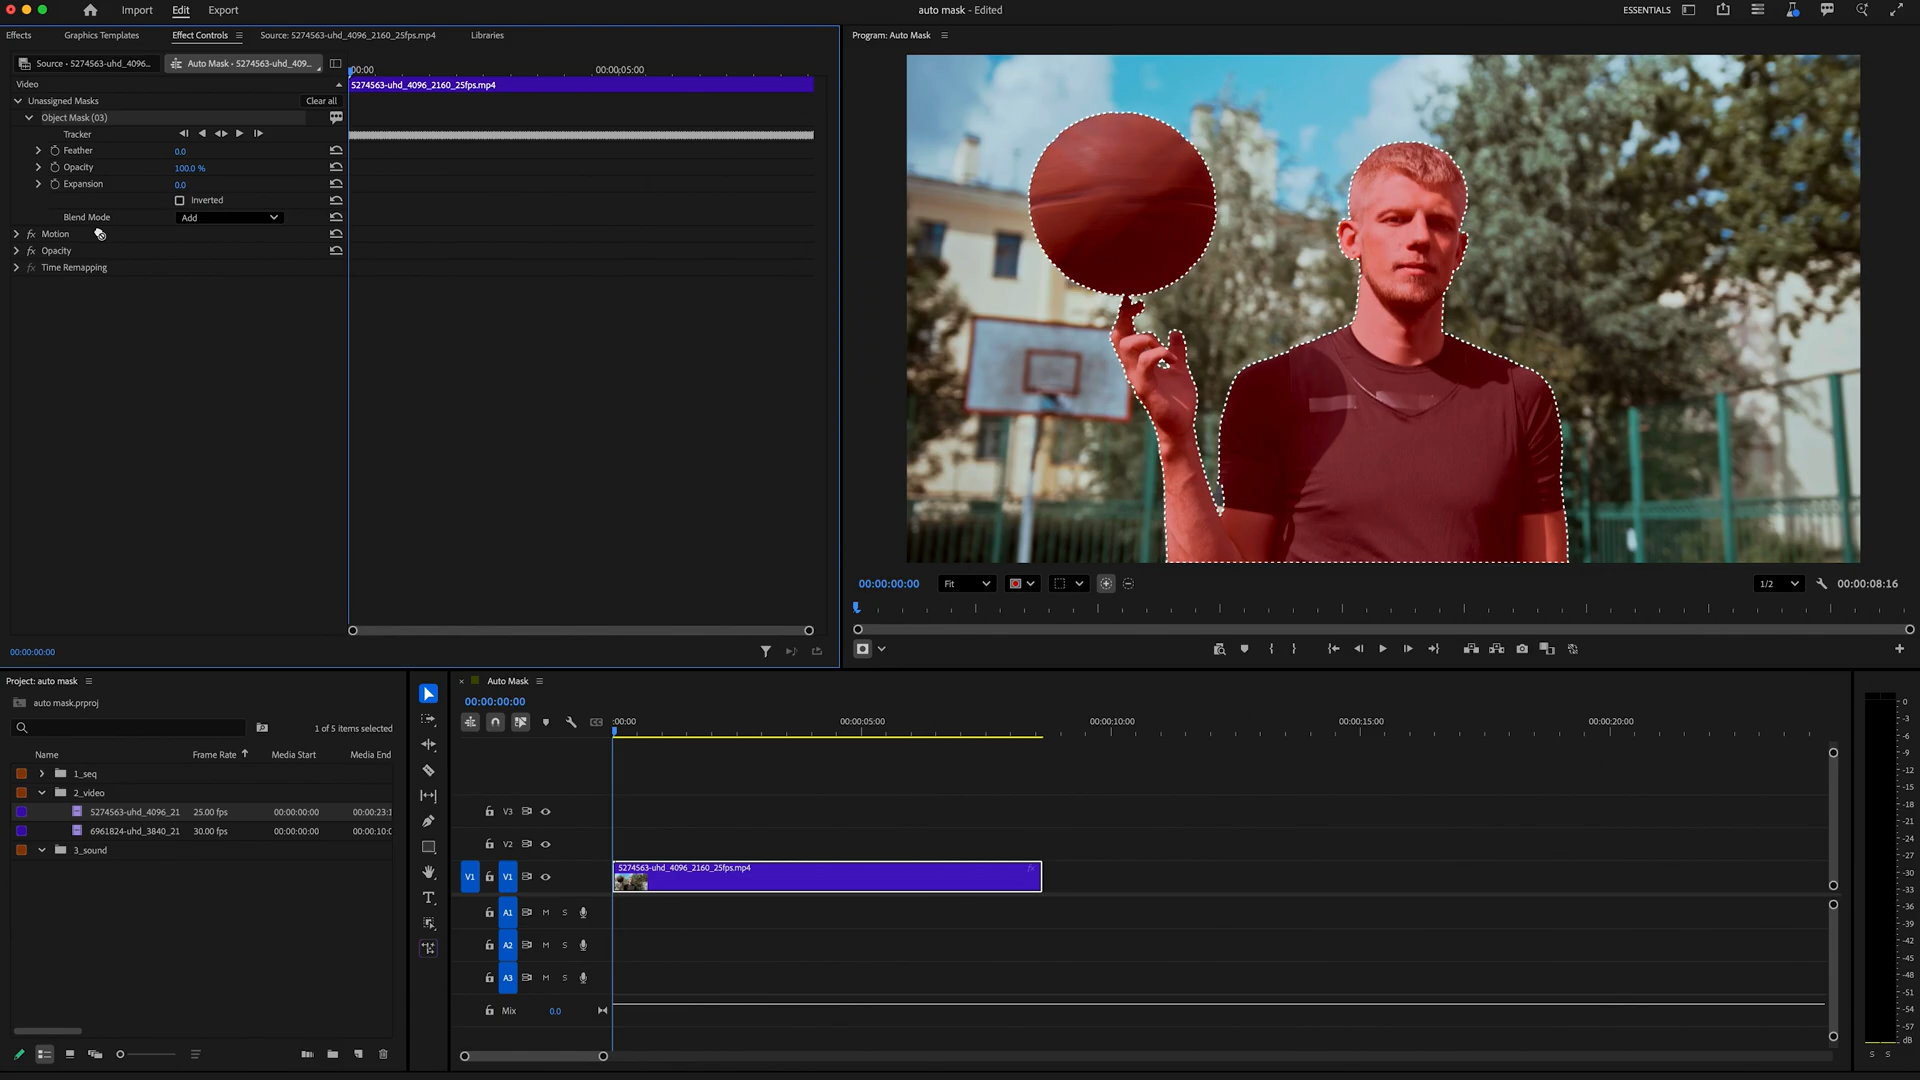 Import
Edit
Export
auto mask - Edited
ESSENTIALS
Effects
Graphics Templates
Effect Controls
Source: 5274563-uhd_4096_2160_25fps.mp4
Libraries
Program: Auto Mask
Source • 5274563-uhd_4096...
Auto Mask • 5274563-uhd_409...
:00:00
00:00:05:00
Video
5274563-uhd_4096_2160_25fps.mp4
Unassigned Masks
Clear all
Object Mask (03)
Tracker
Feather
0.0
Opacity
100.0 %
Expansion
0.0
Inverted
Blend Mode
Add
fx Motion
fx Opacity
fx Time Remapping
00:00:00:00
00:00:00:00
Fit
1/2
00:00:08:16
Project: auto mask
auto mask.prproj
1 of 5 items selected
Name
Frame Rate
Media Start
Media End
1_seq
2_video
5274563-uhd_4096_21
25.00 fps
00:00:00:00
00:00:23:1
6961824-uhd_3840_21
30.00 fps
00:00:00:00
00:00:10:0
3_sound
Auto Mask
00:00:00:00
:00:00
00:00:05:00
00:00:10:00
00:00:15:00
00:00:20:00
V3
V2
V1
V1
5274563-uhd_4096_2160_25fps.mp4
fx
A1
M
S
A2
M
S
A3
M
S
Mix
0.0
0
-3
-6
-9
-12
-15
-18
-21
-24
-27
-30
-33
-36
-39
-42
-45
-48
-51
-54
-57
dB
S
S